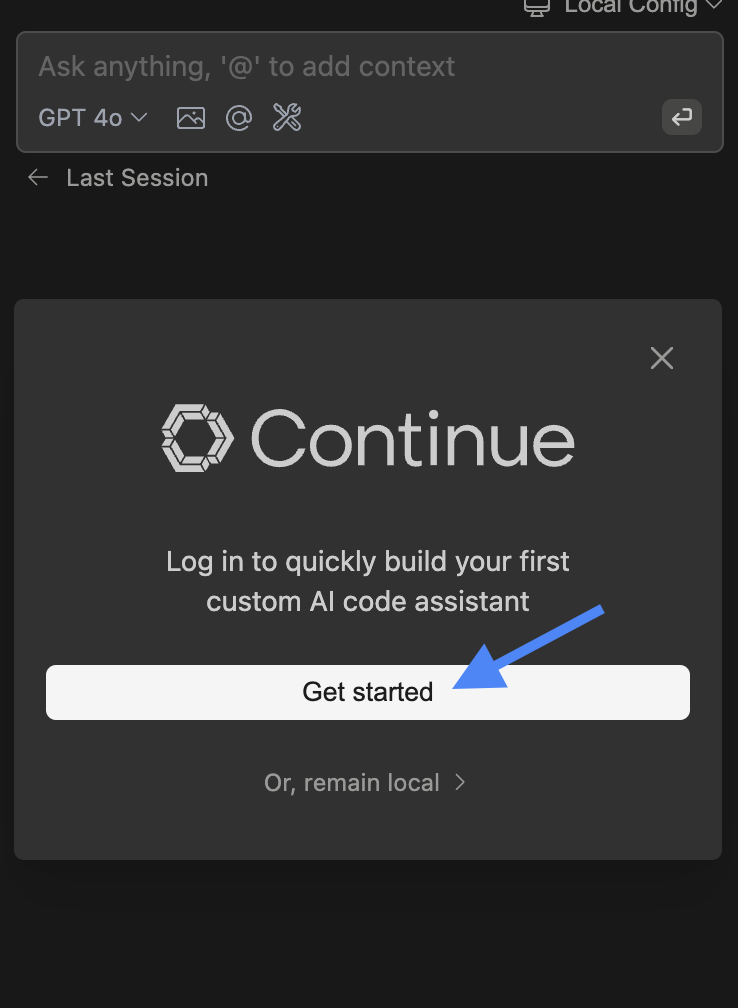 Local Config
Ask anything, '@' to add context
GPT 4o
Last Session
Continue
Log in to quickly build your first
custom AI code assistant
Get started
Or, remain local